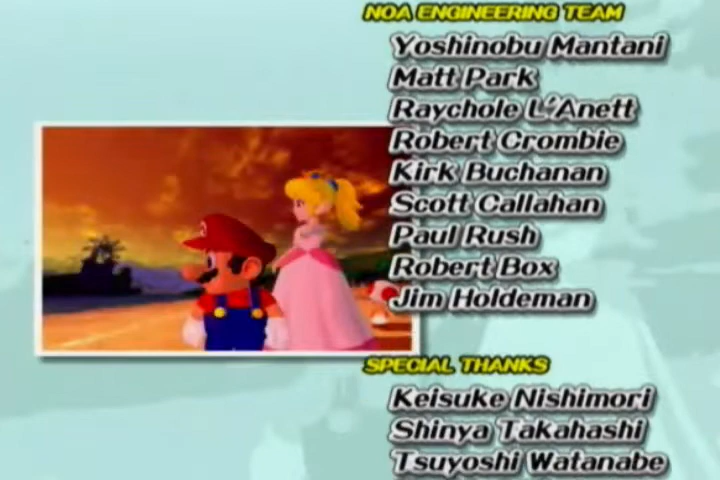 NOA ENGINEERING TEAM
Yoshinobu Mantani
Matt Park
Raychole L'Anett
Robert Crombie
Kirk Buchanan
Scott Callahan
Paul Rush
Robert Box
Jim Holdeman
SPECIAL THANKS
Keisuke Nishimori
Shinya Takahashi
Tsuyoshi Watanabe